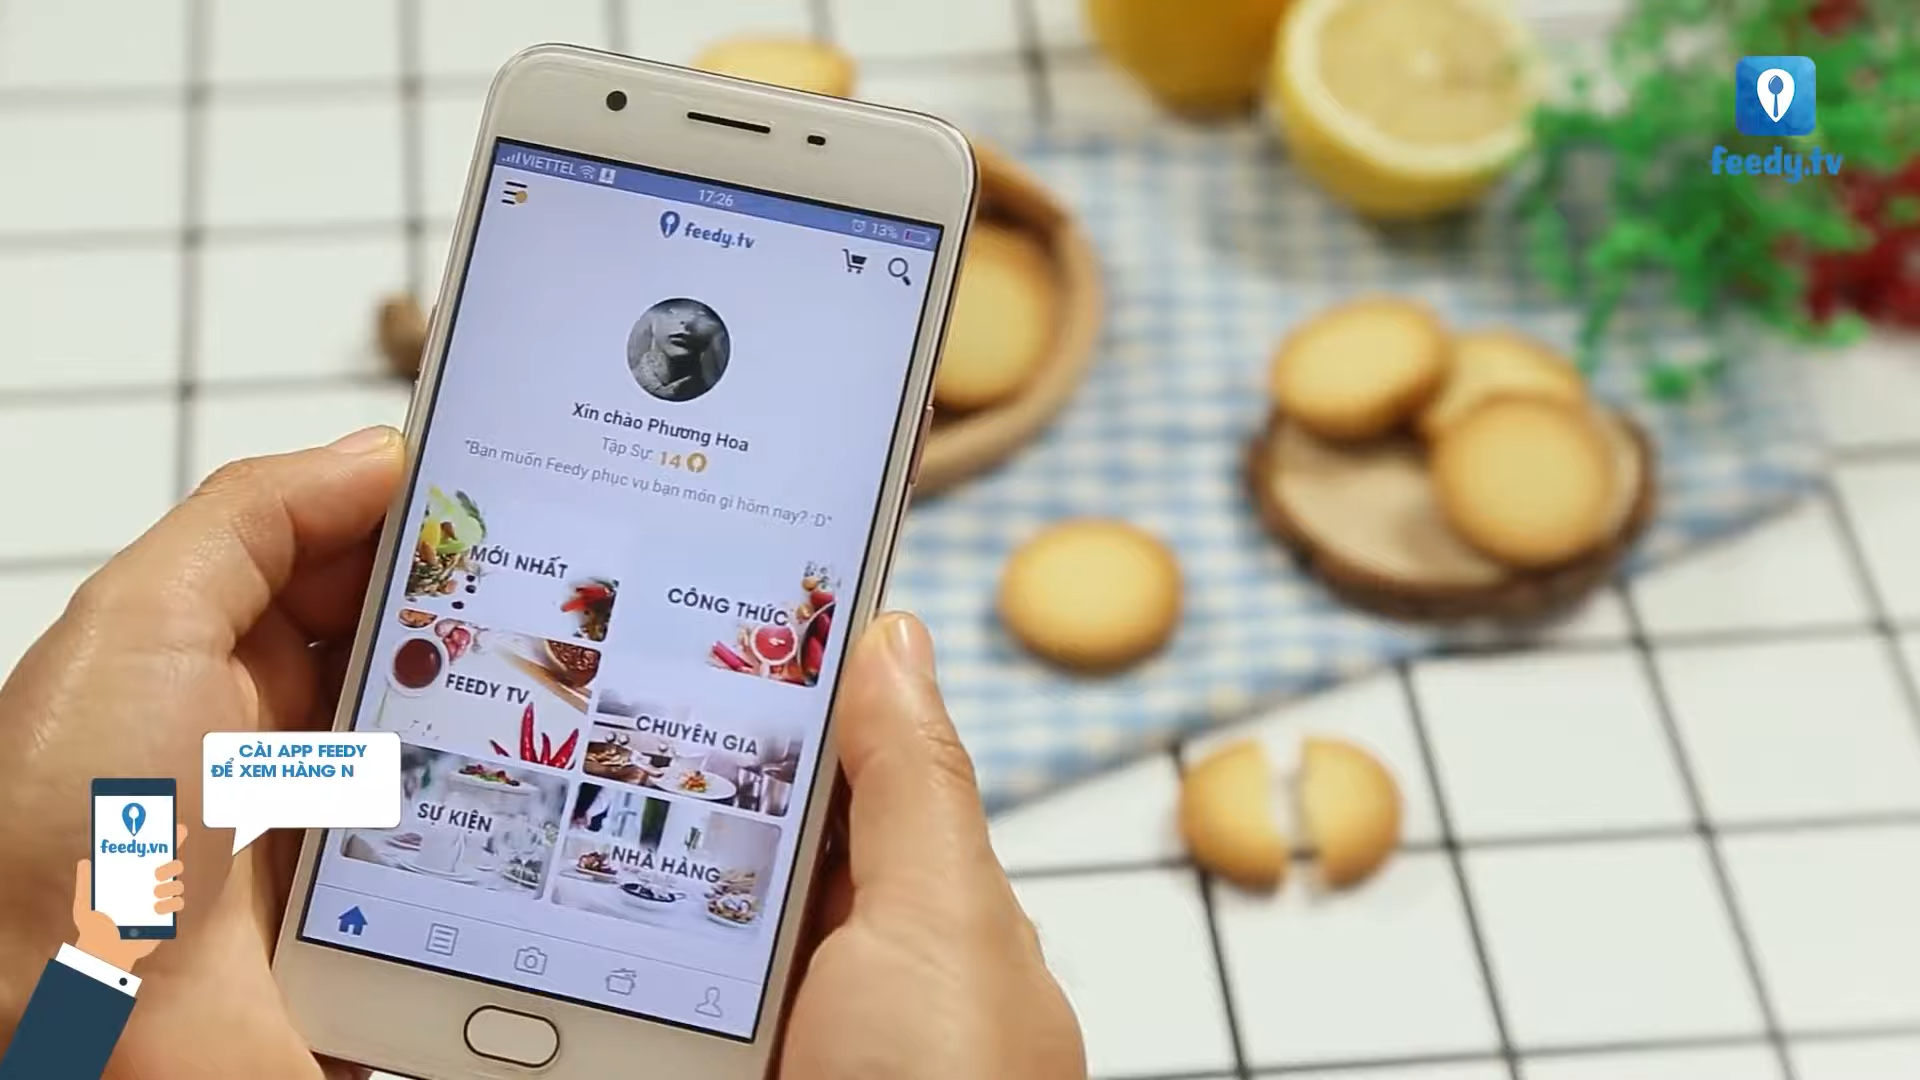 VIETTEL
17:26
13%
feedy.tv
Xin chào Phương Hoa
Tập Sự: 14
"Bạn muốn Feedy phục vụ bạn món gì hôm nay? :D"
MỚI NHẤT
CÔNG THỨC
FEEDY TV
CHUYÊN GIA
SỰ KIỆN
NHÀ HÀNG
feedy.tv
CÀI APP FEEDY
ĐỂ XEM HÀNG N
feedy.vn